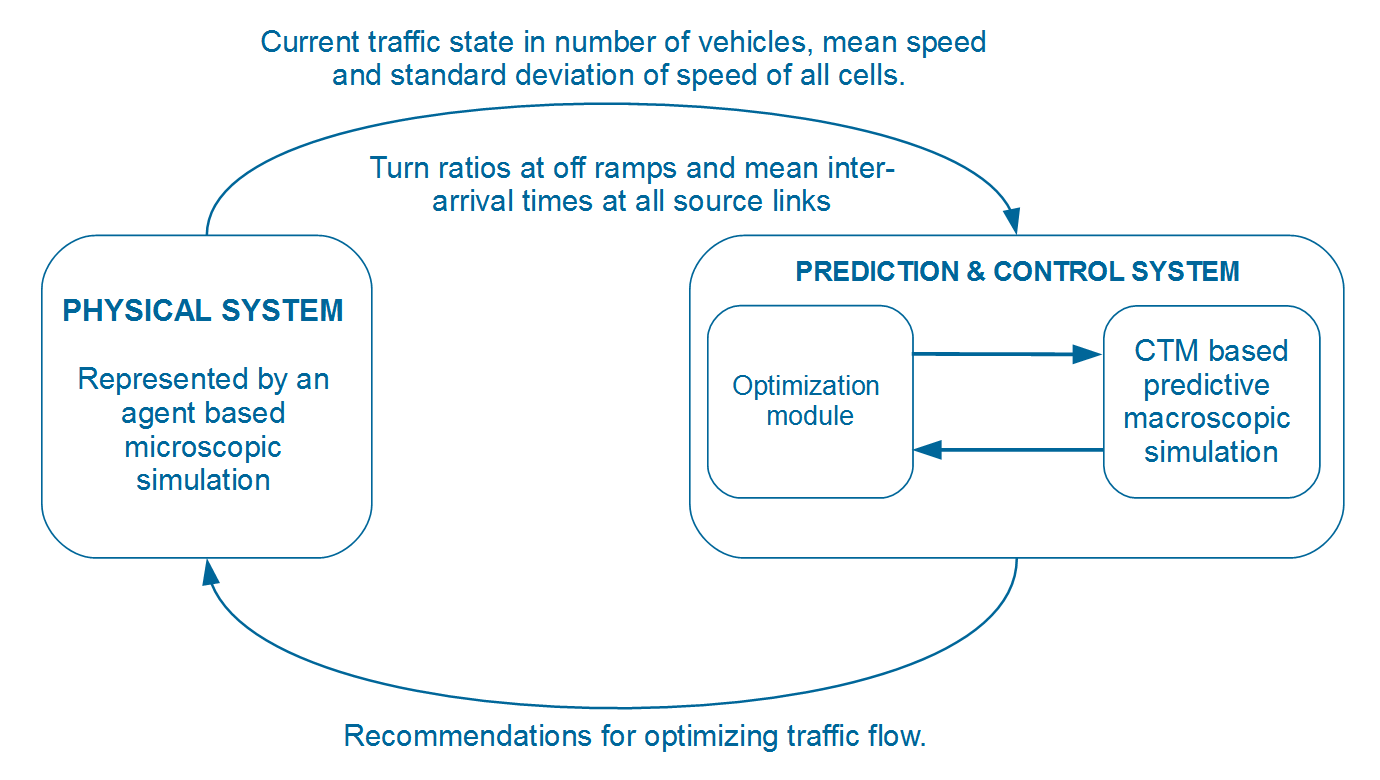 Current traffic state in number of vehicles, mean speed
and standard deviation of speed of all cells.
Turn ratios at off ramps and mean inter-
arrival times at all source links
PHYSICAL SYSTEM
Represented by an
agent based
microscopic
simulation
PREDICTION & CONTROL SYSTEM
Optimization
module
CTM based
predictive
macroscopic
simulation
Recommendations for optimizing traffic flow.